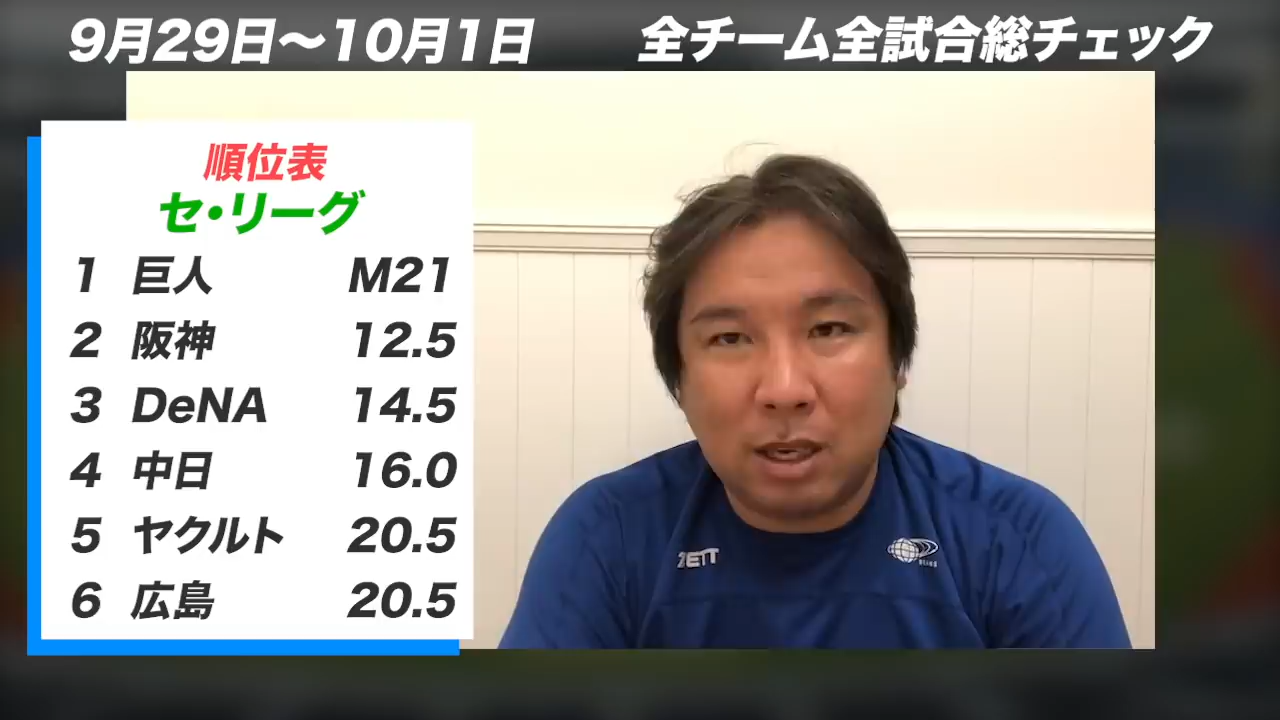 9月29日〜10月1日 全チーム全試合総チェック
順位表
セ・リーグ
1 巨人 M21
2 阪神 12.5
3 DeNA 14.5
4 中日 16.0
5 ヤクルト 20.5
6 広島 20.5
ZETT